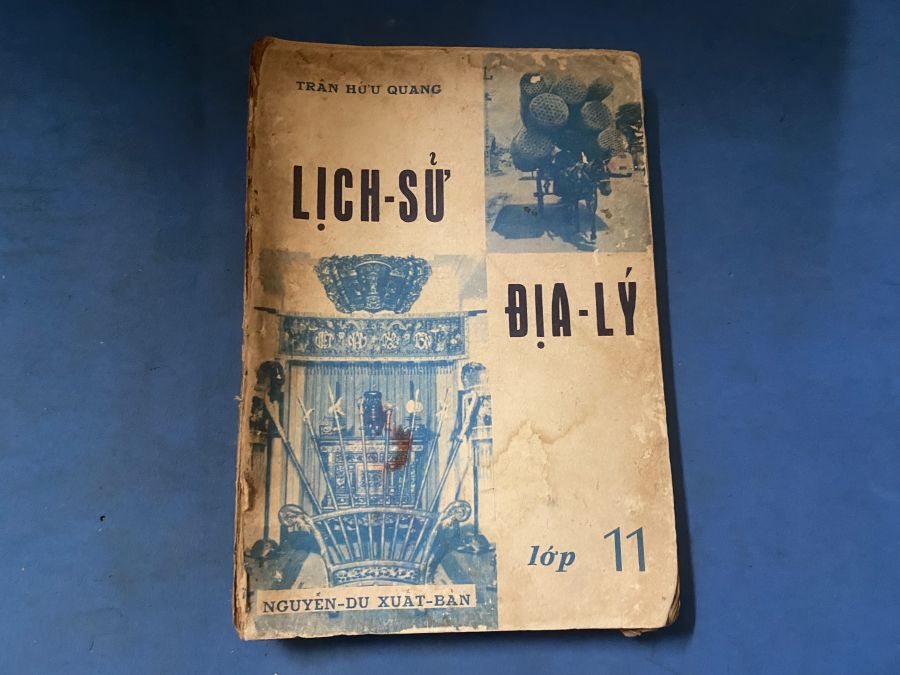 TRẦN HỮU QUANG
LỊCH-SỬ
ĐỊA-LÝ
lớp 11
NGUYỄN-DU XUẤT-BẢN